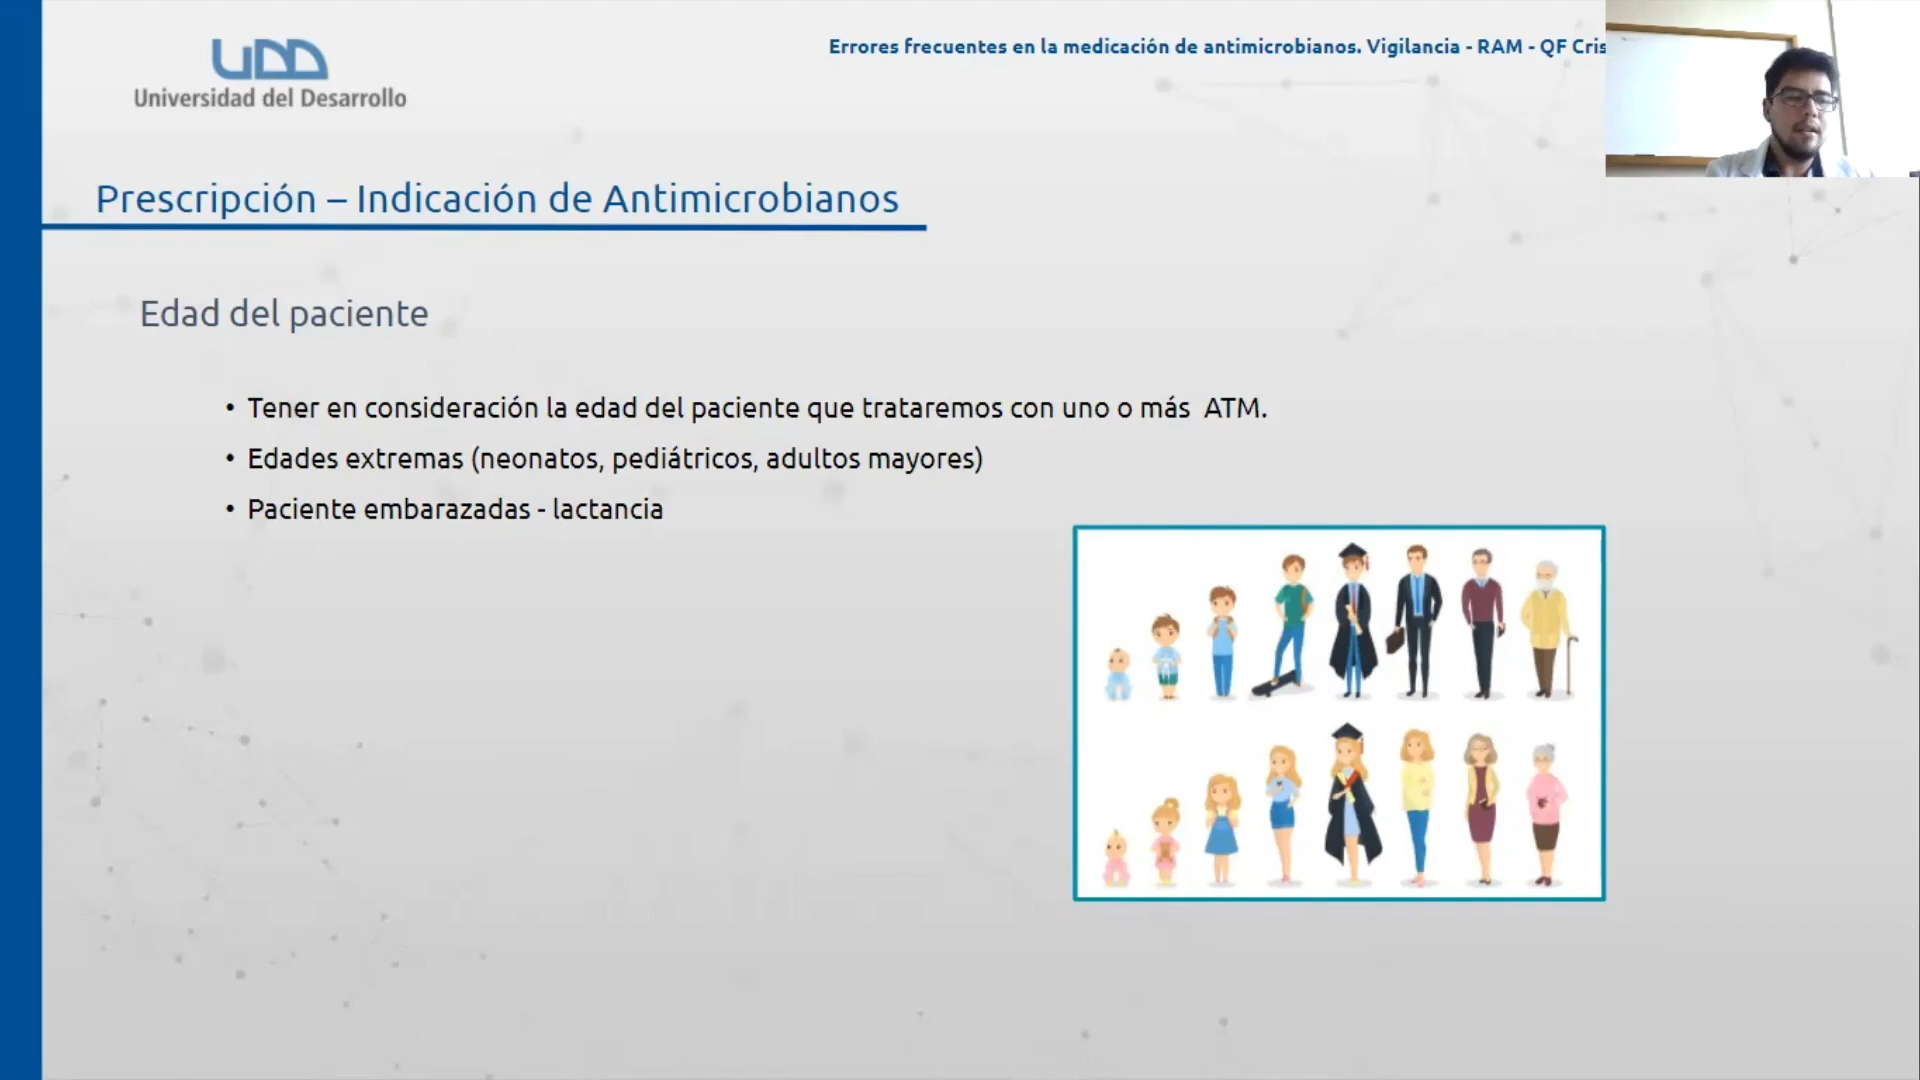 UDD
Universidad del Desarrollo
Errores frecuentes en la medicación de antimicrobianos. Vigilancia - RAM - QF Cris
Prescripción – Indicación de Antimicrobianos
Edad del paciente
• Tener en consideración la edad del paciente que trataremos con uno o más ATM.
• Edades extremas (neonatos, pediátricos, adultos mayores)
• Paciente embarazadas - lactancia